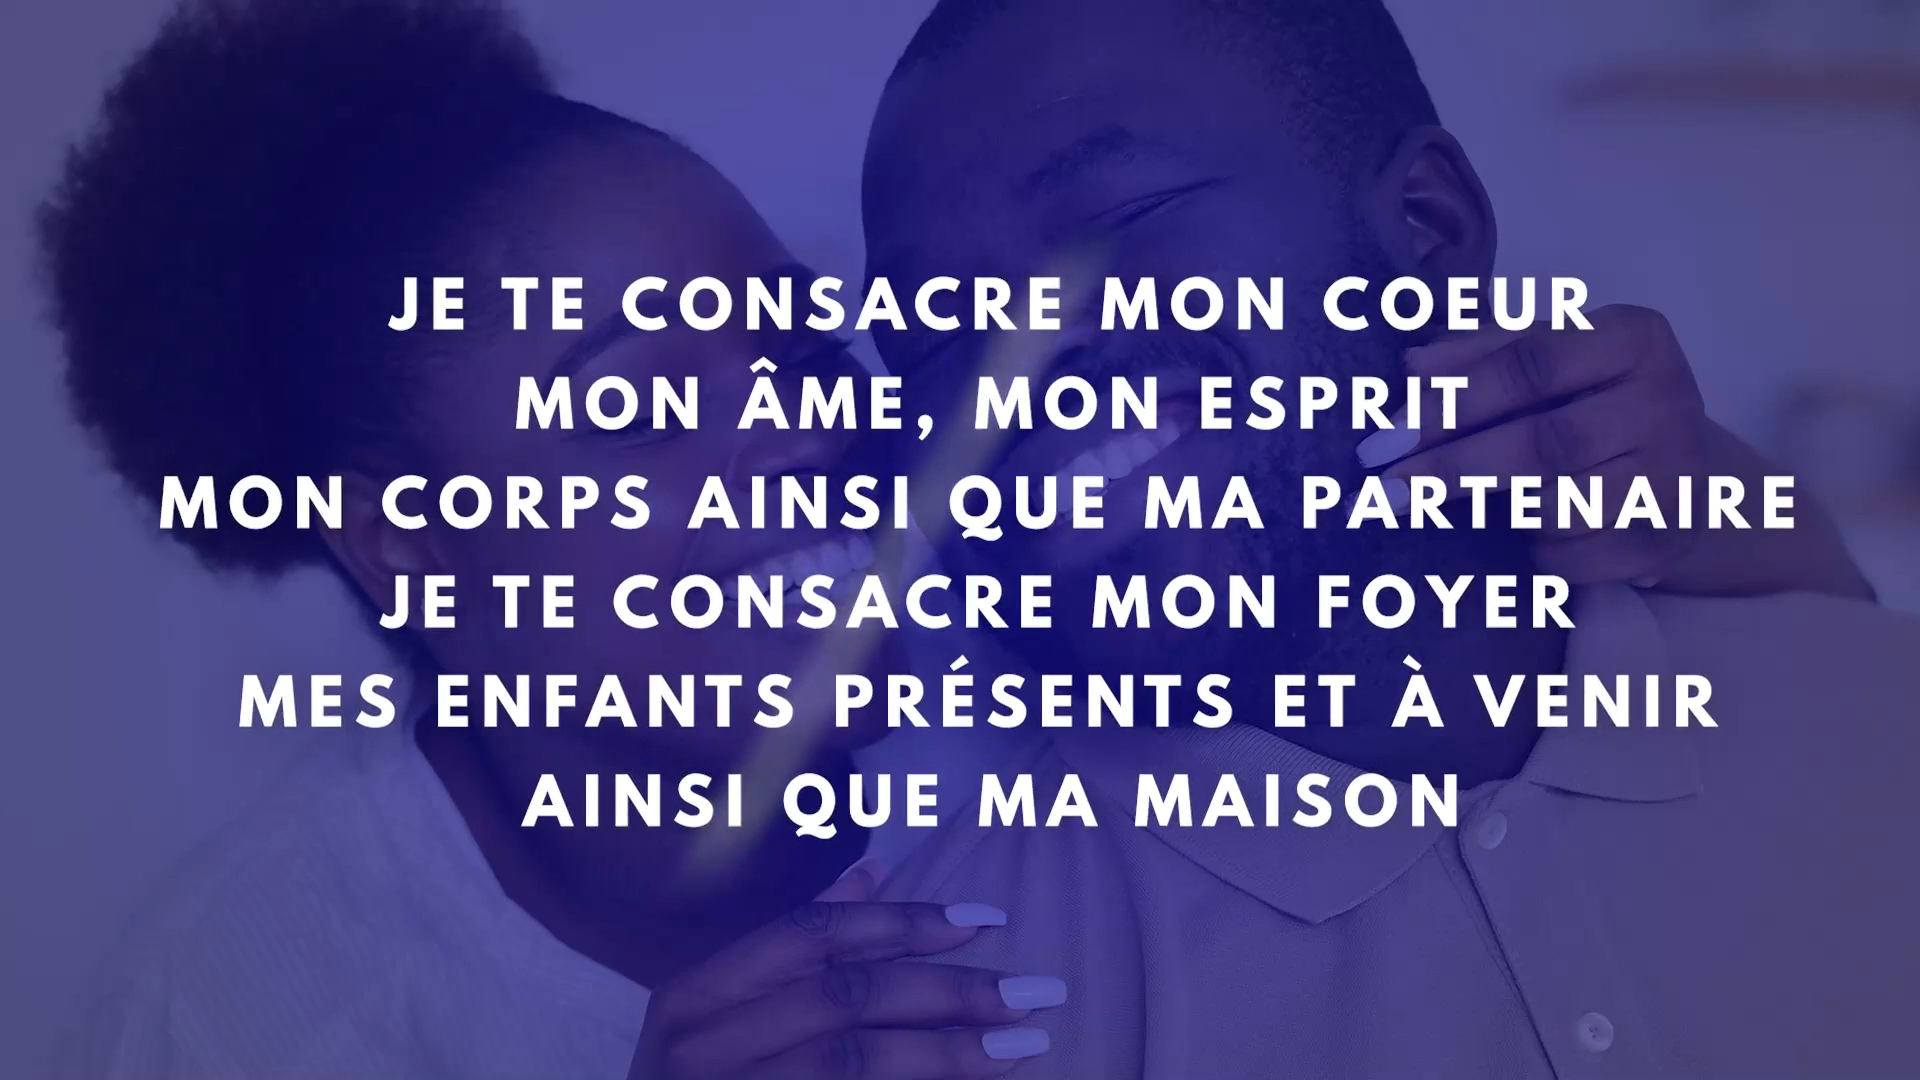 JE TE CONSACRE MON COEUR
MON ÂME, MON ESPRIT
MON CORPS AINSI QUE MA PARTENAIRE
JE TE CONSACRE MON FOYER
MES ENFANTS PRÉSENTS ET À VENIR
AINSI QUE MA MAISON